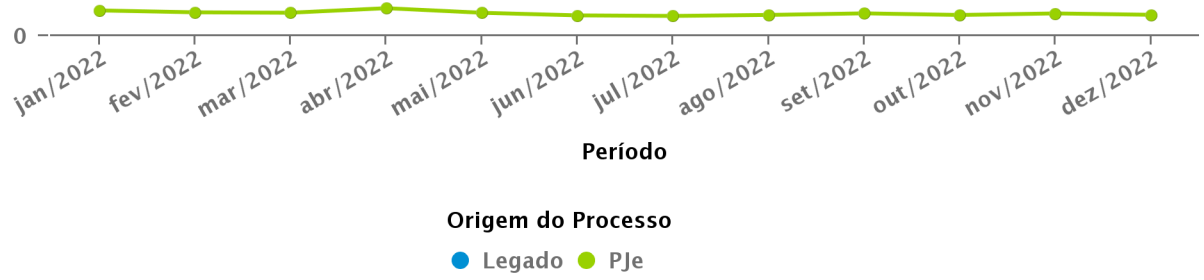 0
jan/2022 fev/2022 mar/2022 abr/2022 mai/2022 jun/2022 jul/2022 ago/2022 set/2022 out/2022 nov/2022 dez/2022
Período
Origem do Processo
Legado PJe